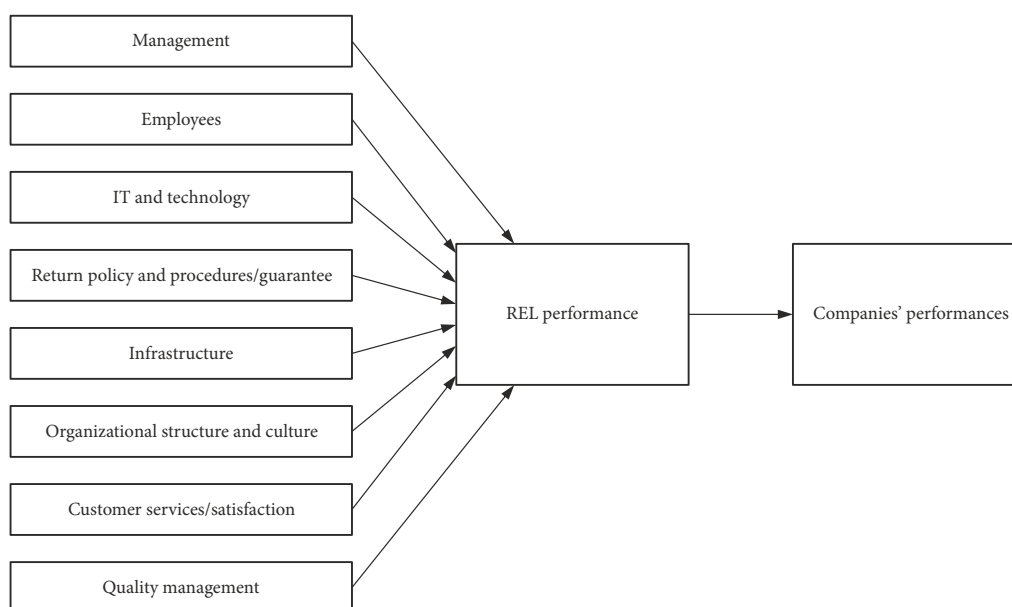 Management
Employees
IT and technology
Return policy and procedures/guarantee
Infrastructure
Organizational structure and culture
Customer services/satisfaction
Quality management
REL performance
Companies’ performances